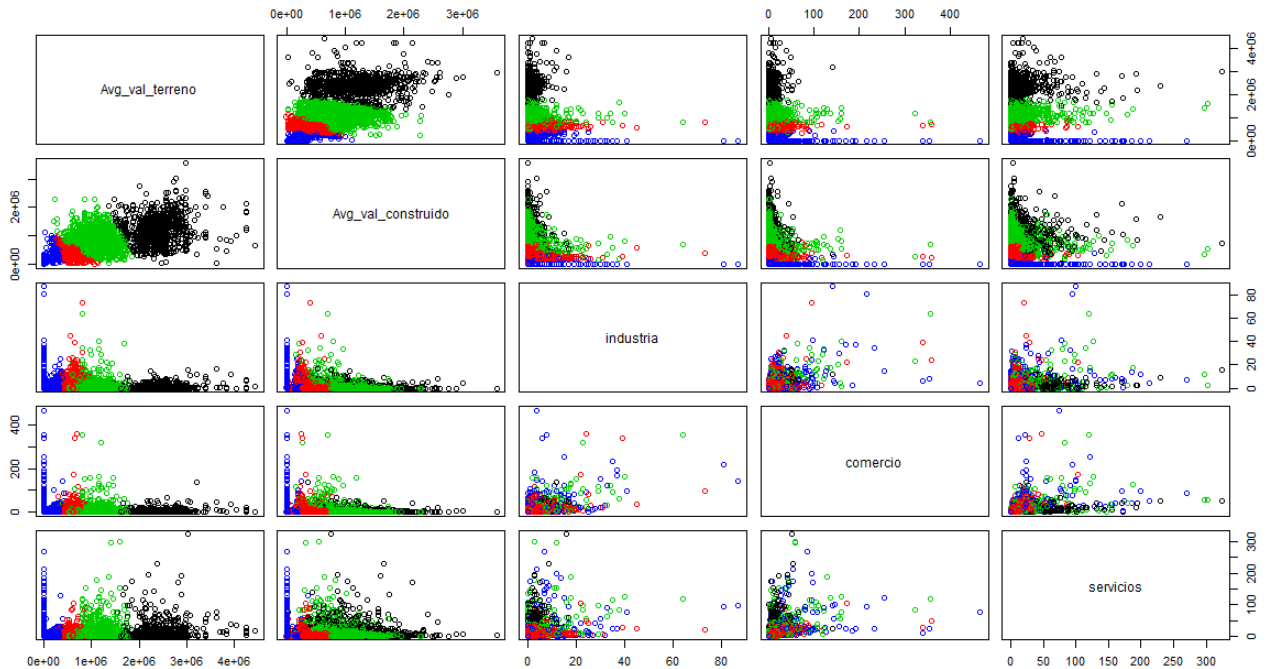 0e+00 1e+06 3e+06 0 100 200 400
Avg_val_terreno
0e+00 2e+06 4e+06
0e+00 2e+06
Avg_val_construido
industria
0 20 40 60 80
0 200 400
comercio
servicios
0 50 100 200 300
0e+00 1e+06 2e+06 3e+06 4e+06 0 20 40 60 80 0 50 100 150 200 250 300